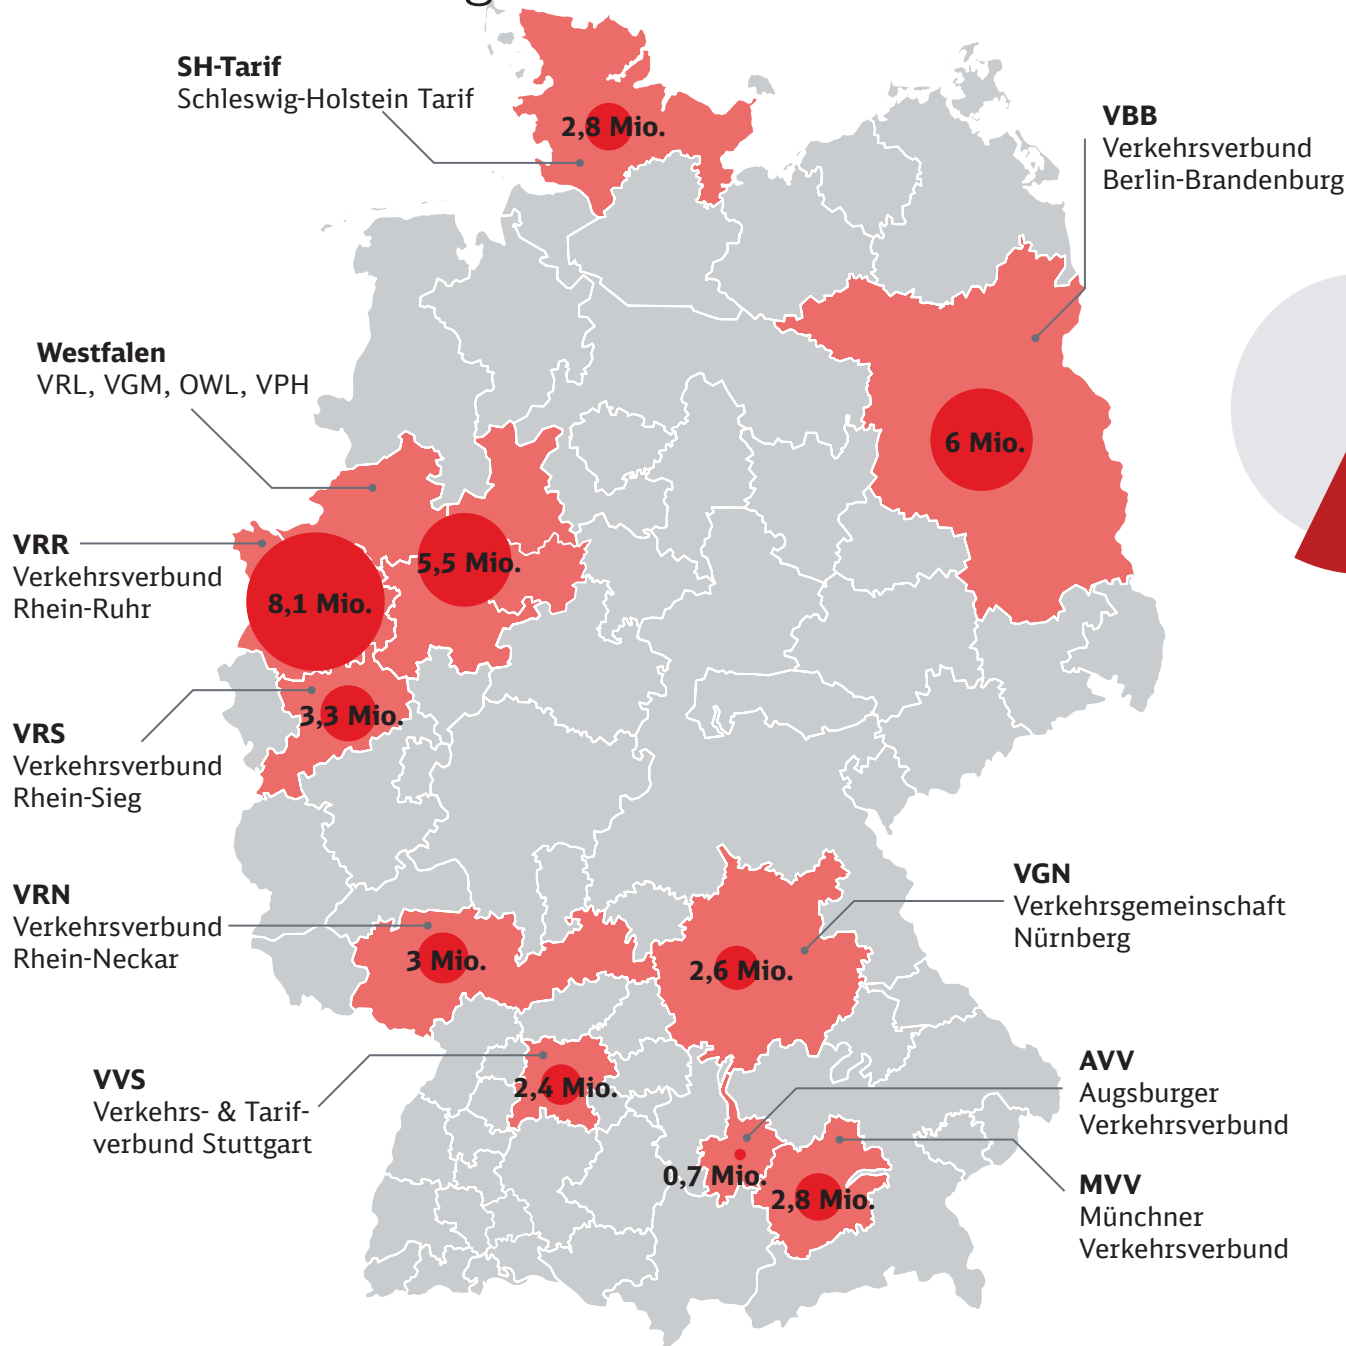 SH-Tarif
Schleswig-Holstein Tarif
2,8 Mio.
VBB
Verkehrsverbund
Berlin-Brandenburg
6 Mio.
Westfalen
VRL, VGM, OWL, VPH
5,5 Mio.
VRR
Verkehrsverbund
Rhein-Ruhr
8,1 Mio.
VRS
Verkehrsverbund
Rhein-Sieg
3,3 Mio.
VRN
Verkehrsverbund
Rhein-Neckar
3 Mio.
VGN
Verkehrsgemeinschaft
Nürnberg
2,6 Mio.
VVS
Verkehrs- & Tarif-
verbund Stuttgart
2,4 Mio.
AVV
Augsburger
Verkehrsverbund
0,7 Mio.
MVV
Münchner
Verkehrsverbund
2,8 Mio.